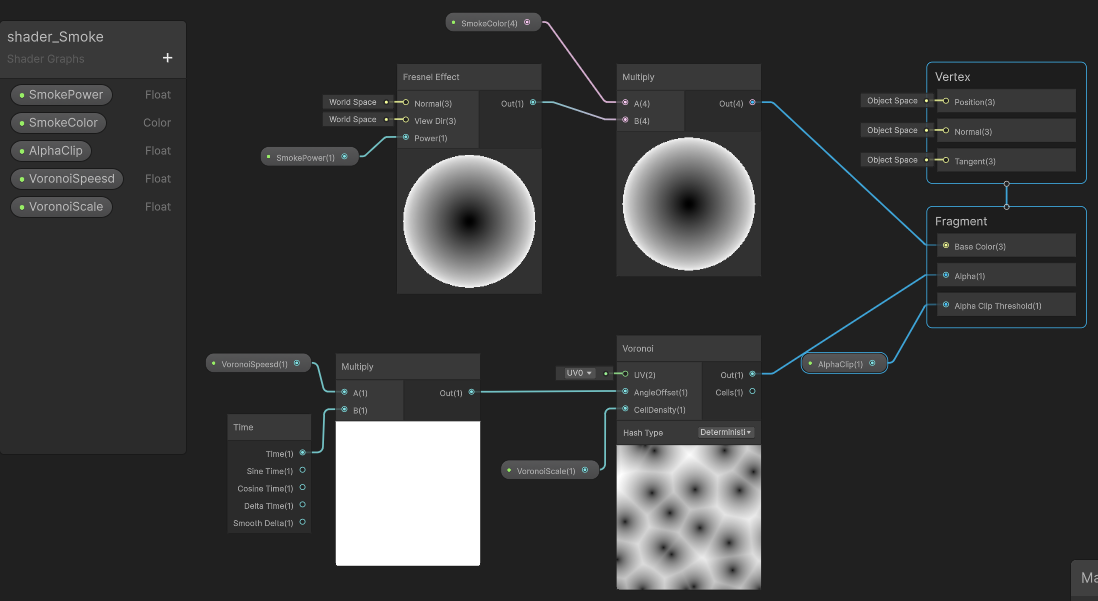 shader_Smoke
Shader Graphs
+
SmokePower Float
SmokeColor Color
AlphaClip Float
VoronoiSpeesd Float
VoronoiScale Float
SmokeColor(4)
Fresnel Effect
World Space
Normal(3)
Out(1)
World Space
View Dir(3)
Power(1)
SmokePower(1)
Multiply
A(4)
Out(4)
B(4)
Vertex
Object Space
Position(3)
Object Space
Normal(3)
Object Space
Tangent(3)
Fragment
Base Color(3)
Alpha(1)
Alpha Clip Threshold(1)
AlphaClip(1)
VoronoiSpeesd(1)
Multiply
A(1)
Out(1)
B(1)
Time
Time(1)
Sine Time(1)
Cosine Time(1)
Delta Time(1)
Smooth Delta(1)
Voronoi
UV0
UV(2)
Out(1)
AngleOffset(1)
Cells(1)
CellDensity(1)
Hash Type
Deterministi
VoronoiScale(1)
Ma